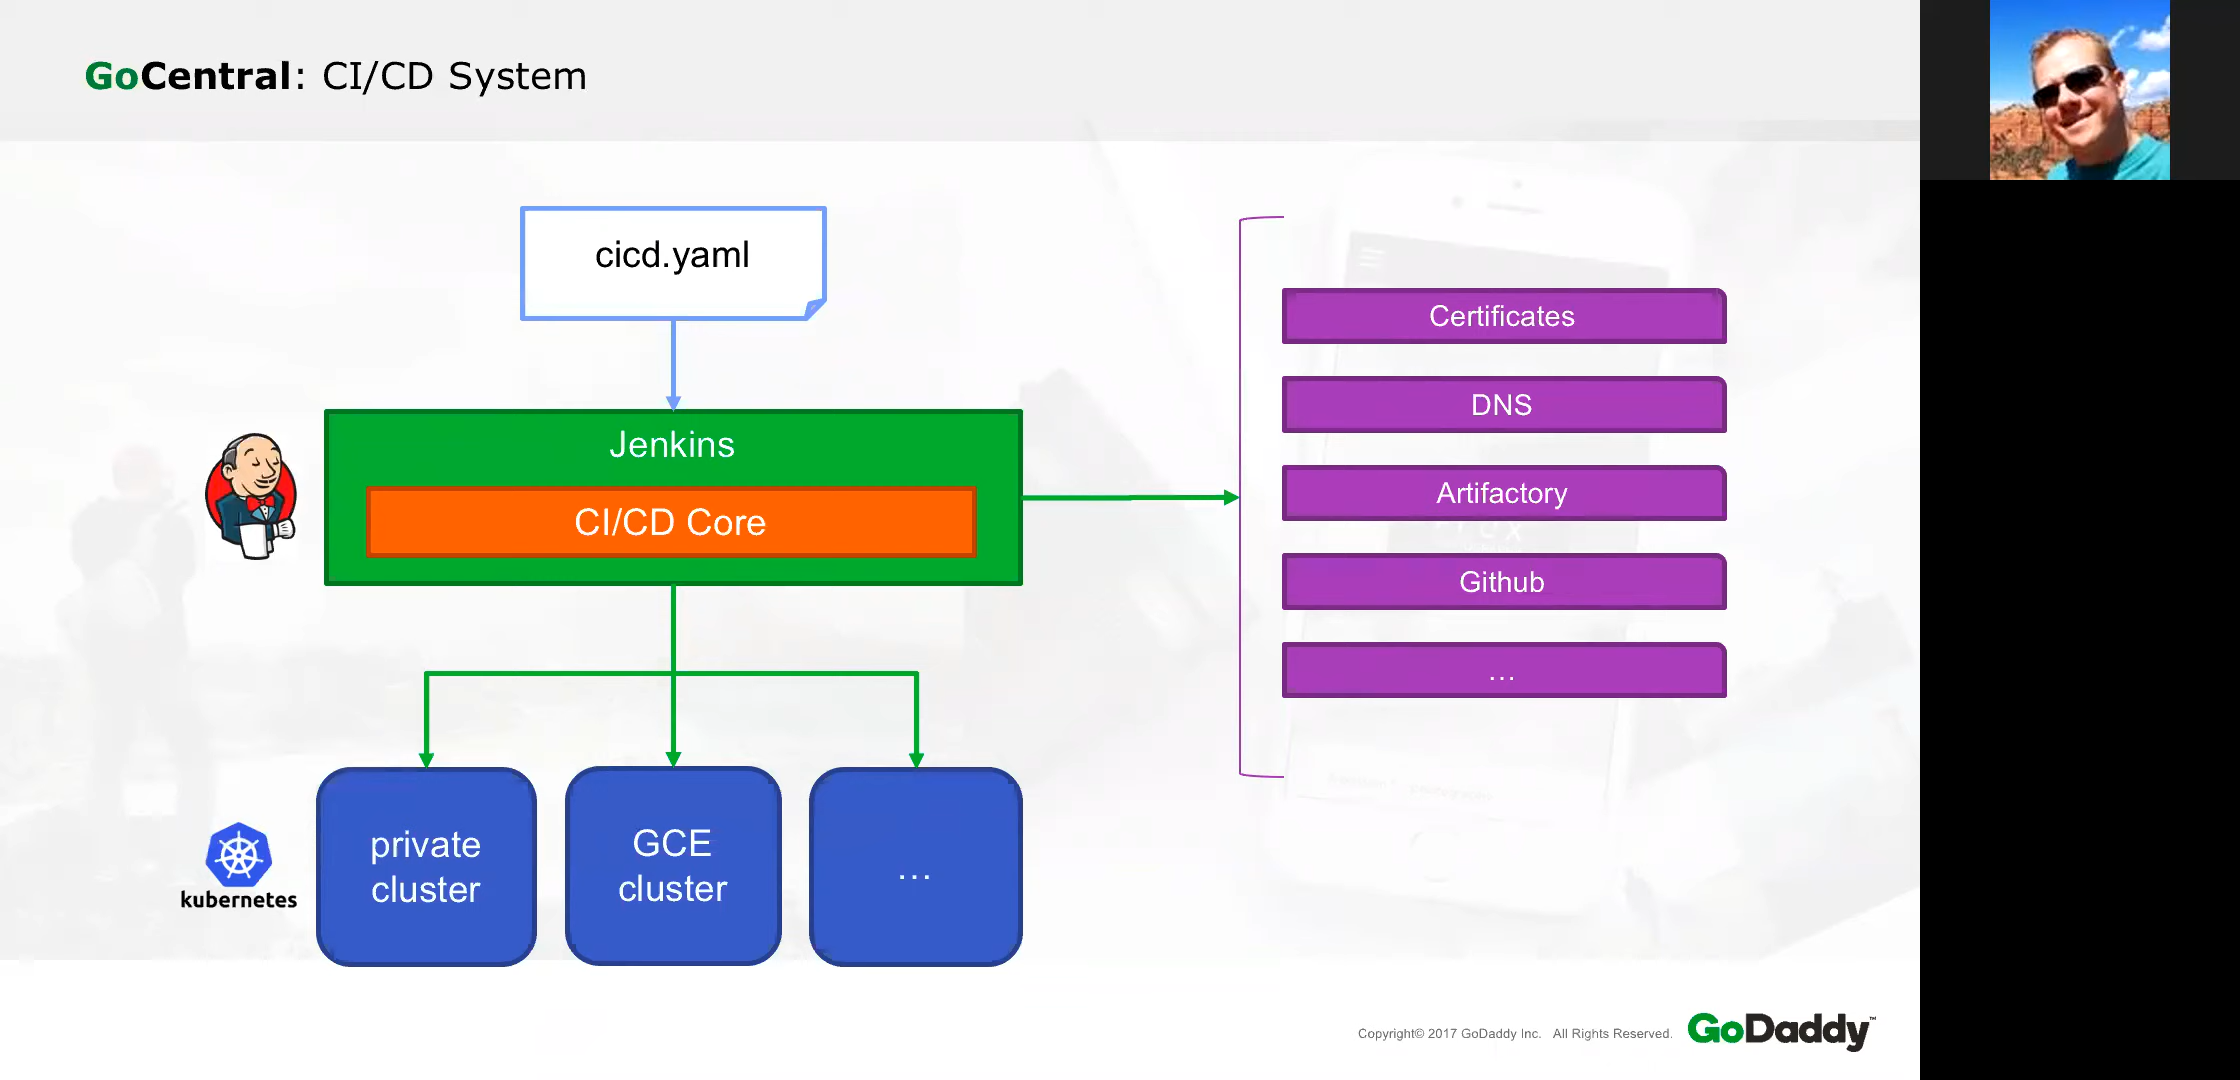 GoCentral: CI/CD System
cicd.yaml
Jenkins
CI/CD Core
Certificates
DNS
Artifactory
Github
...
kubernetes
private
cluster
GCE
cluster
...
Copyright© 2017 GoDaddy Inc. All Rights Reserved.
GoDaddy™